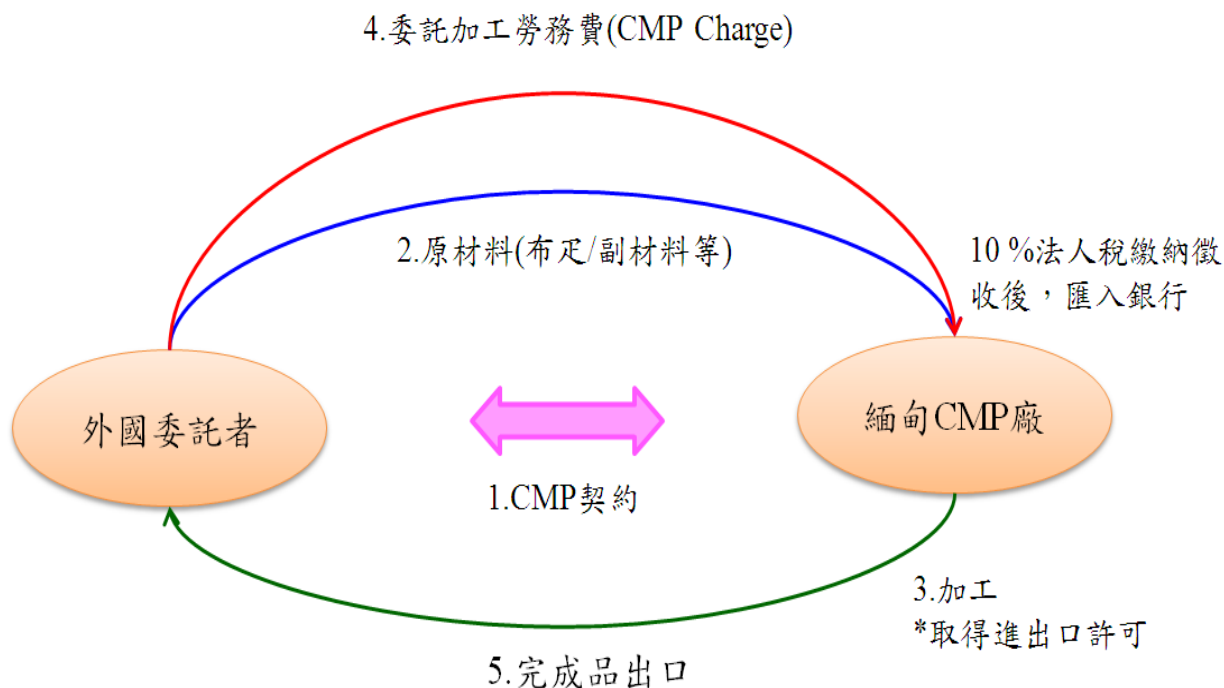 4.委託加工勞務費(CMP Charge)
2.原材料(布疋/副材料等)
10 %法人稅繳納徵
收後，匯入銀行
外國委託者
緬甸CMP廠
1.CMP契約
3.加工
*取得進出口許可
5.完成品出口